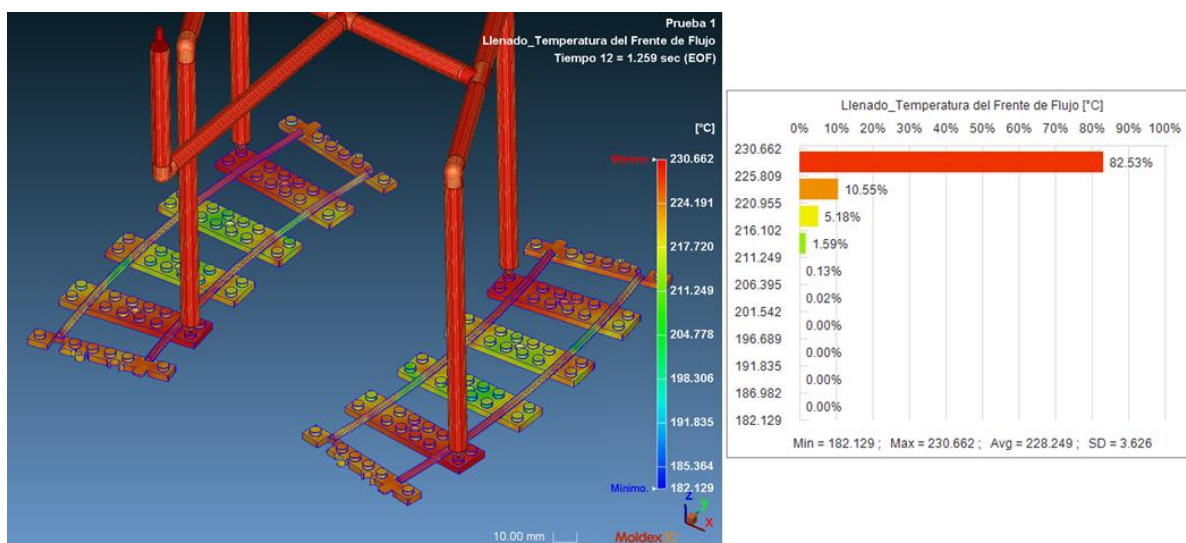 Prueba 1
Llenado_Temperatura del Frente de Flujo
Tiempo 12 = 1.259 sec (EOF)
[°C]
Máximo 230.662
224.191
217.720
211.249
204.778
198.306
191.835
185.364
Mínimo. 182.129
Z
Y
X
10.00 mm
Moldex3D
Llenado_Temperatura del Frente de Flujo [°C]
0% 10% 20% 30% 40% 50% 60% 70% 80% 90% 100%
230.662
82.53%
225.809
10.55%
220.955
5.18%
216.102
1.59%
211.249
0.13%
206.395
0.02%
201.542
0.00%
196.689
0.00%
191.835
0.00%
186.982
0.00%
182.129
Min = 182.129 ; Max = 230.662 ; Avg = 228.249 ; SD = 3.626